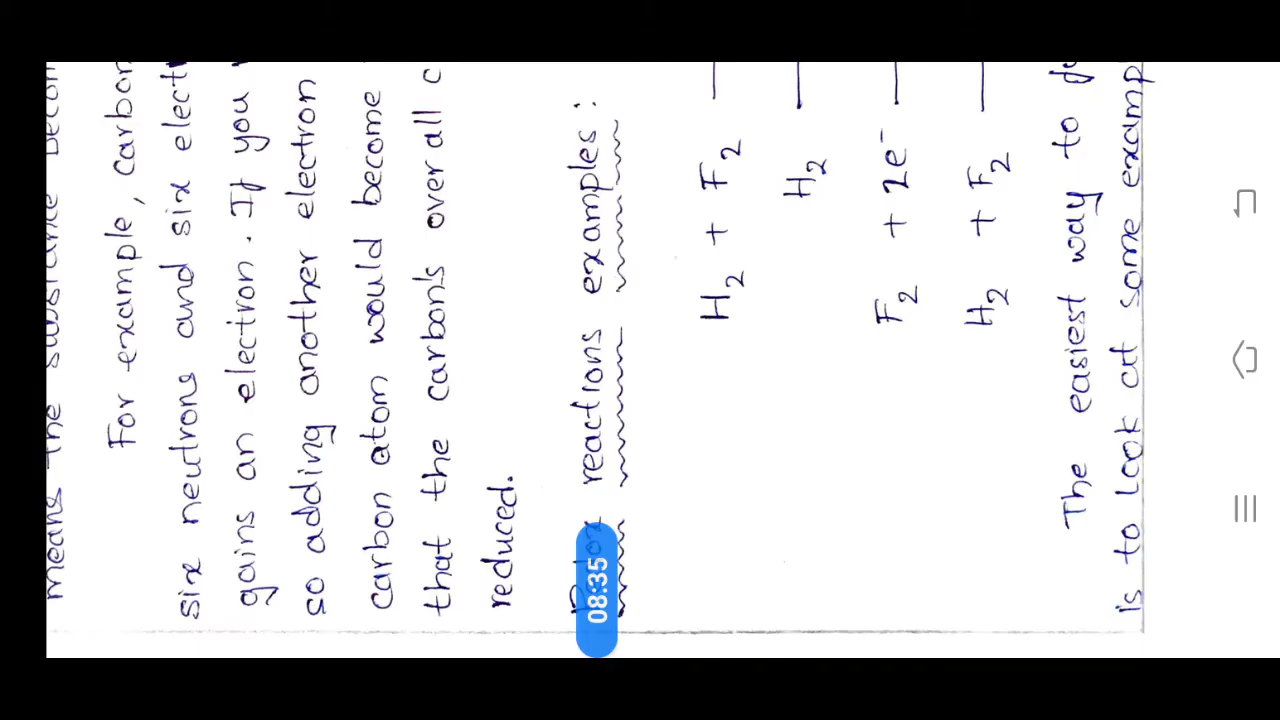 means the substance becom
For example, carbon
six neutrons and six elect
gains an electron. If you
so adding another electron
carbon atom would become
that the carbon's over all c
reduced.
reactions examples:
08:35
H2 + F2 —
H2 —
F2 + 2e- —
H2 + F2 —
The easiest way to
is to look at some examp